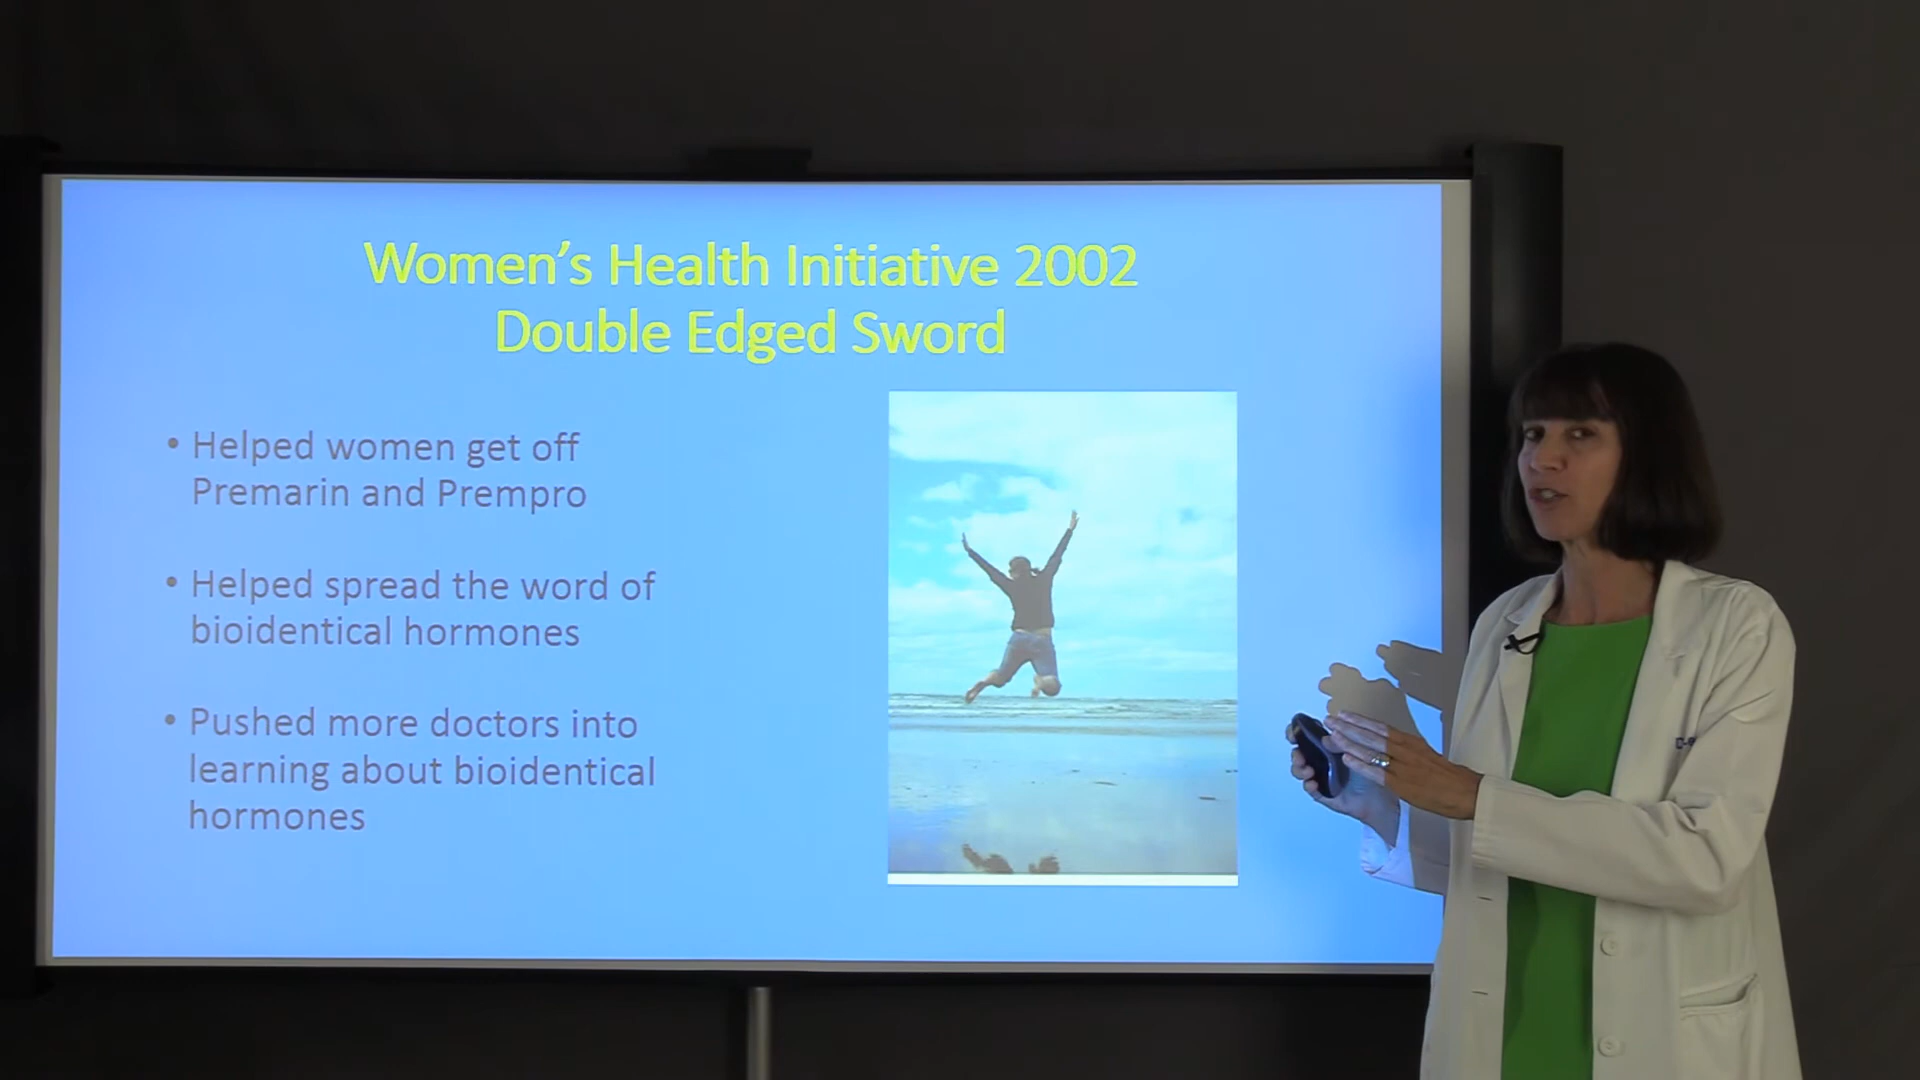 Women’s Health Initiative 2002
Double Edged Sword
• Helped women get off
Premarin and Prempro
• Helped spread the word of
bioidentical hormones
• Pushed more doctors into
learning about bioidentical
hormones